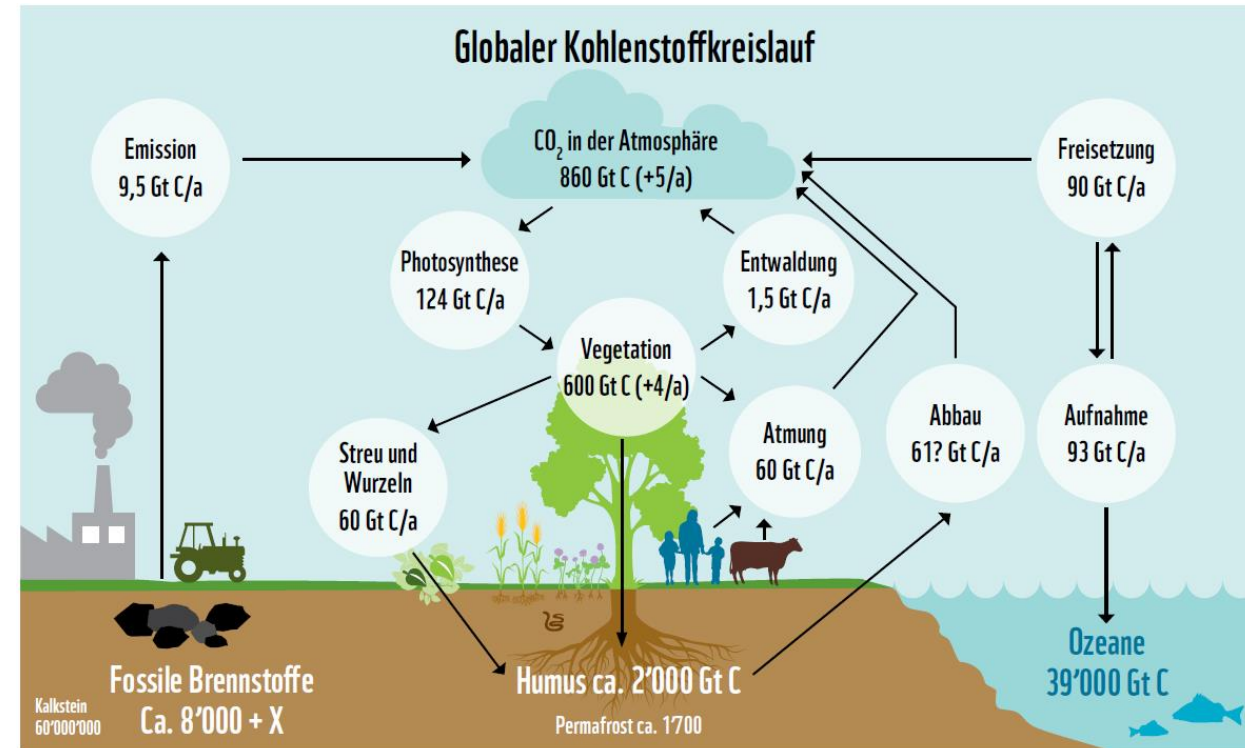 Globaler Kohlenstoffkreislauf
Emission
9,5 Gt C/a
CO₂ in der Atmosphäre
860 Gt C (+5/a)
Freisetzung
90 Gt C/a
Photosynthese
124 Gt C/a
Entwaldung
1,5 Gt C/a
Vegetation
600 Gt C (+4/a)
Streu und
Wurzeln
60 Gt C/a
Atmung
60 Gt C/a
Abbau
61? Gt C/a
Aufnahme
93 Gt C/a
Fossile Brennstoffe
Ca. 8’000 + X
Kalkstein
60’000’000
Humus ca. 2’000 Gt C
Permafrost ca. 1’700
Ozeane
39’000 Gt C